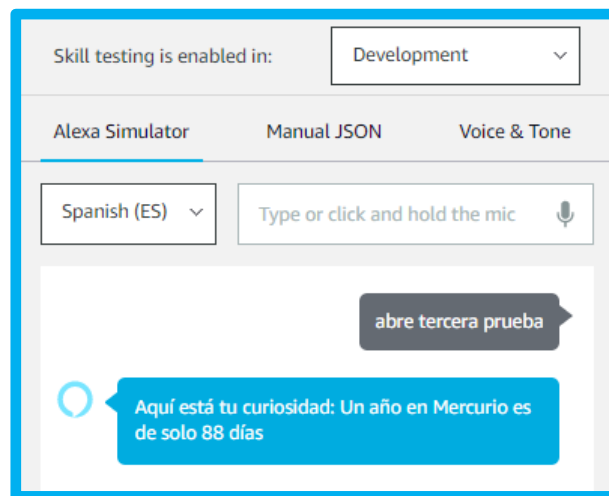 Skill testing is enabled in:
Development
Alexa Simulator
Manual JSON
Voice & Tone
Spanish (ES)
Type or click and hold the mic
abre tercera prueba
Aquí está tu curiosidad: Un año en Mercurio es
de solo 88 días